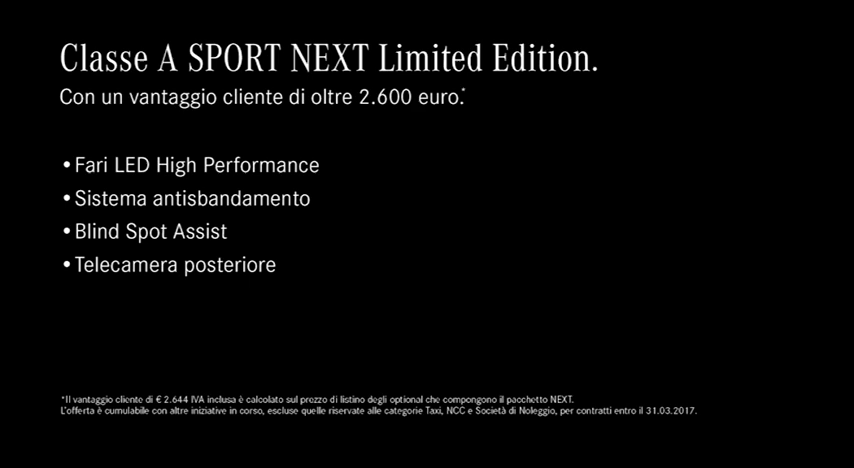 Classe A SPORT NEXT Limited Edition.
Con un vantaggio cliente di oltre 2.600 euro.*
• Fari LED High Performance
• Sistema antisbandamento
• Blind Spot Assist
• Telecamera posteriore
*Il vantaggio cliente di € 2.644 IVA inclusa è calcolato sul prezzo di listino degli optional che compongono il pacchetto NEXT.
L'offerta è cumulabile con altre iniziative in corso, escluse quelle riservate alle categorie Taxi, NCC e Società di Noleggio, per contratti entro il 31.03.2017.